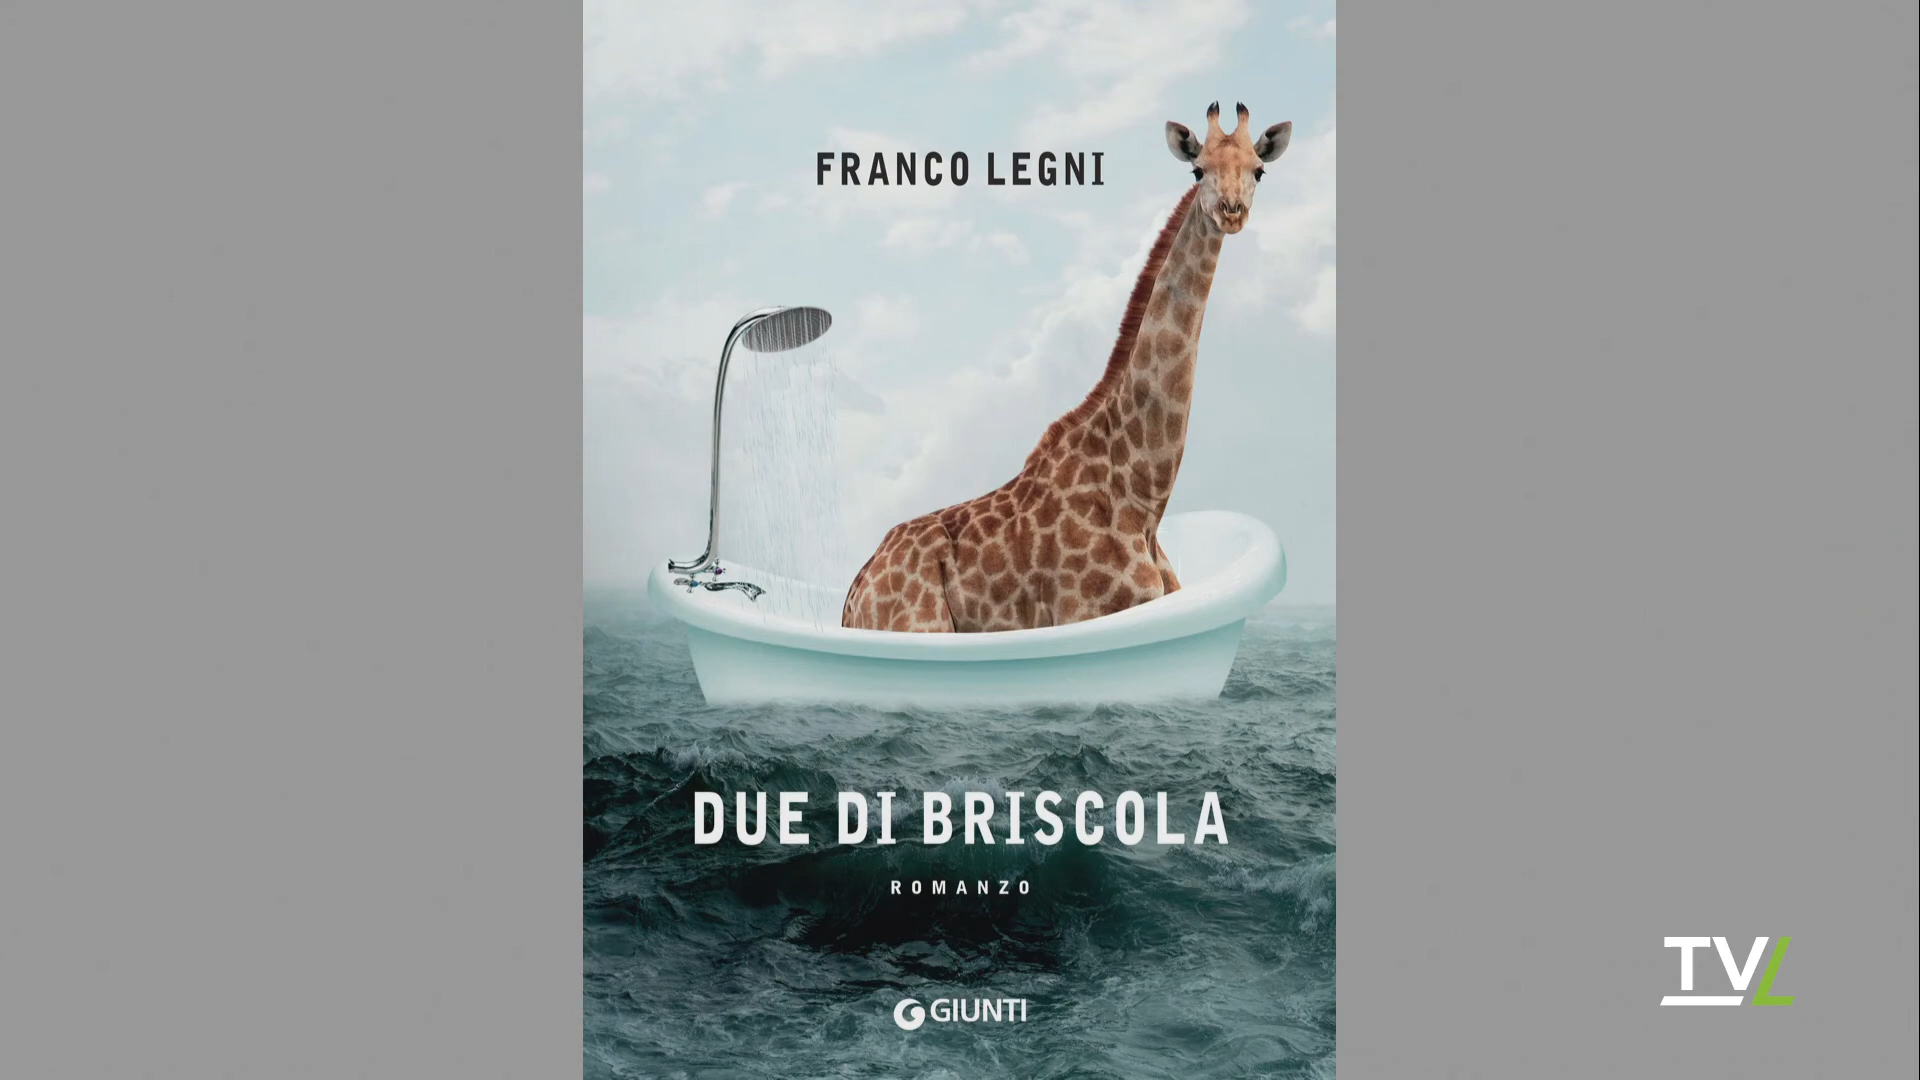 FRANCO LEGNI
DUE DI BRISCOLA
ROMANZO
GIUNTI
TVL